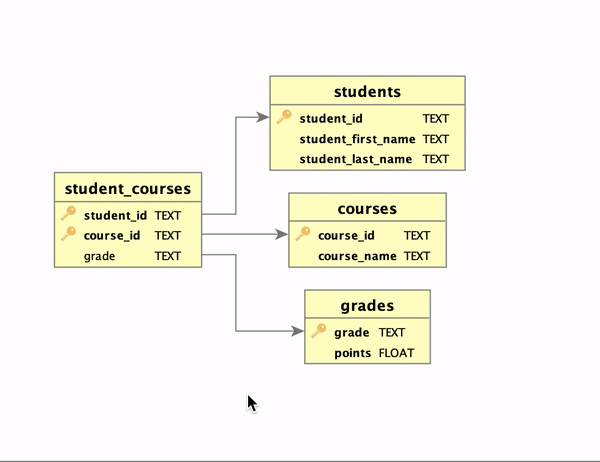 students
student_id TEXT
student_first_name TEXT
student_last_name TEXT
student_courses
student_id TEXT
course_id TEXT
grade TEXT
courses
course_id TEXT
course_name TEXT
grades
grade TEXT
points FLOAT